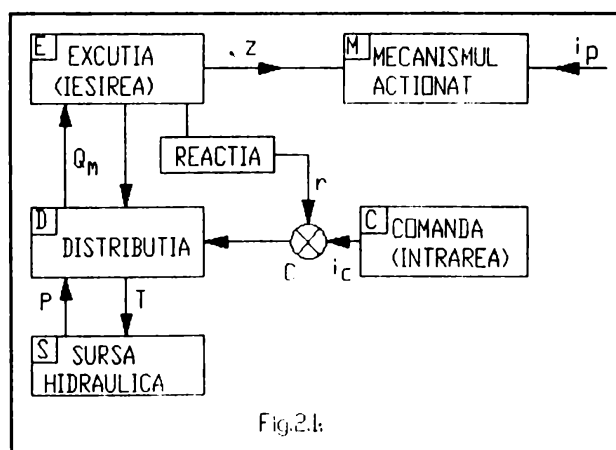 E EXCUTIA
(IESIREA)
z
M MECANISMUL
ACTIONAT
ip
Qm
REACTIA
r
D DISTRIBUTIA
C
ic
C COMANDA
(INTRAREA)
P
T
S SURSA
HIDRAULICA
Fig.2.1: